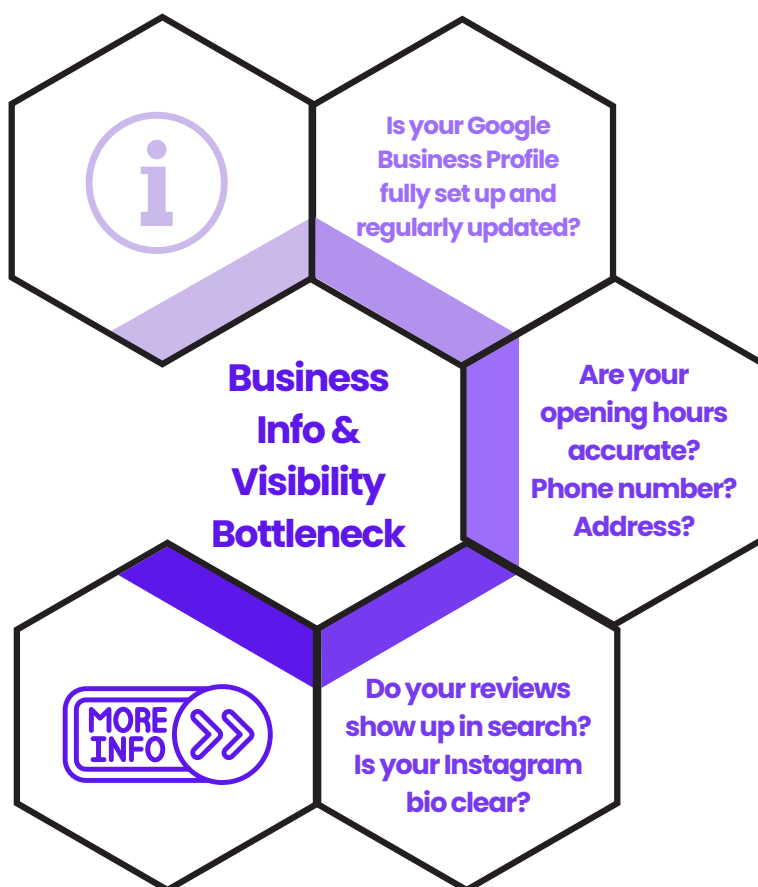 i
Is your Google
Business Profile
fully set up and
regularly updated?
Business
Info &
Visibility
Bottleneck
Are your
opening hours
accurate?
Phone number?
Address?
MORE
INFO
Do your reviews
show up in search?
Is your Instagram
bio clear?